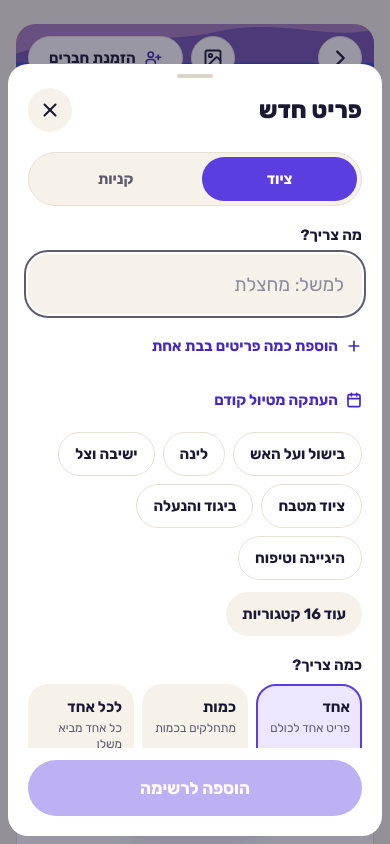 הזמנת חברים
פריט חדש
ציוד
קניות
מה צריך?
למשל: מחצלת
הוספת כמה פריטים בבת אחת
העתקה מטיול קודם
בישול ועל האש
לינה
ישיבה וצל
ציוד מטבח
ביגוד והנעלה
היגיינה וטיפוח
עוד 16 קטגוריות
כמה צריך?
אחד
פריט אחד לכולם
כמות
מתחלקים בכמות
לכל אחד
כל אחד מביא
משלו
הוספה לרשימה